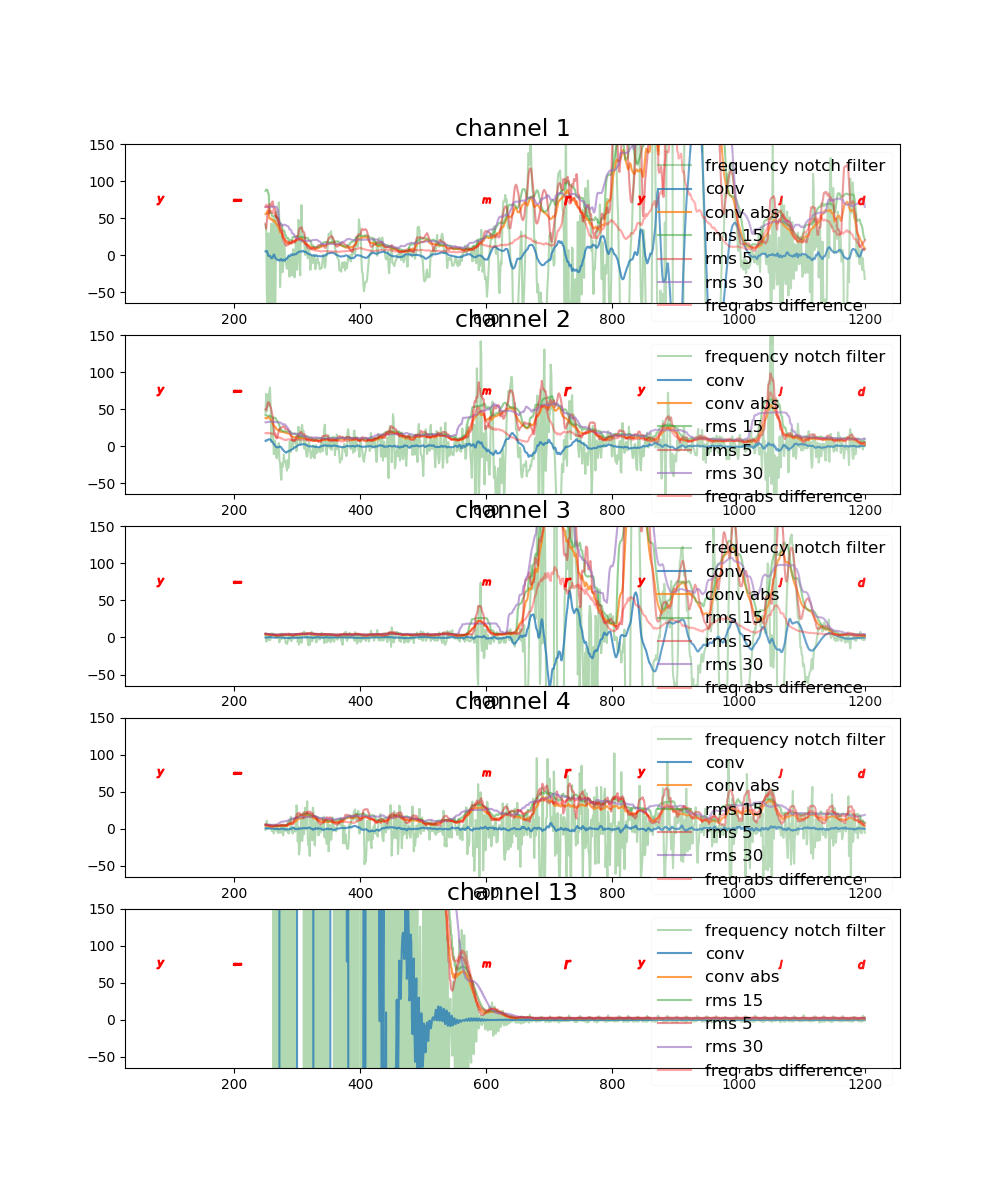 channel 1
150
100
50
0
−50
y - m r y j d
frequency notch filter
conv
conv abs
rms 15
rms 5
rms 30
freq abs difference
200 400 600 800 1000 1200
channel 2
150
100
50
0
−50
y - m r y j d
frequency notch filter
conv
conv abs
rms 15
rms 5
rms 30
freq abs difference
200 400 600 800 1000 1200
channel 3
150
100
50
0
−50
y - m r y j d
frequency notch filter
conv
conv abs
rms 15
rms 5
rms 30
freq abs difference
200 400 600 800 1000 1200
channel 4
150
100
50
0
−50
y - m r y j d
frequency notch filter
conv
conv abs
rms 15
rms 5
rms 30
freq abs difference
200 400 600 800 1000 1200
channel 13
150
100
50
0
−50
y - m r y j d
frequency notch filter
conv
conv abs
rms 15
rms 5
rms 30
freq abs difference
200 400 600 800 1000 1200